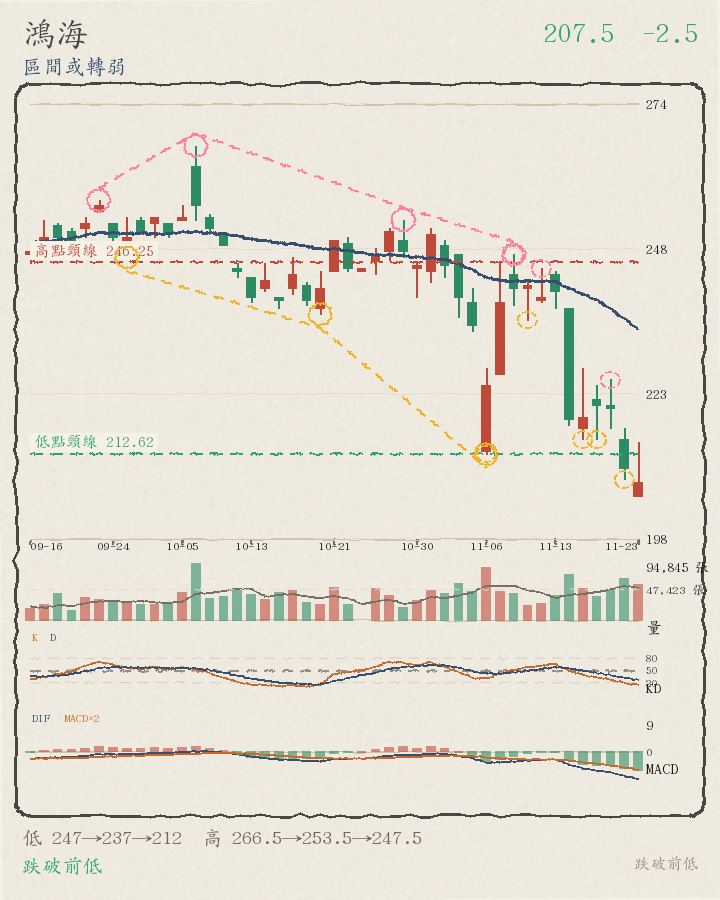 鴻海
207.5 -2.5
區間或轉弱
274
高點頸線 246.25
248
223
低點頸線 212.62
198
09-16 09-24 10-05 10-13 10-21 10-30 11-06 11-13 11-23
94,845 張
47,423 張
量
K D
80
50
20
KD
DIF MACD×2
9
0
MACD
低 247→237→212 高 266.5→253.5→247.5
跌破前低
跌破前低